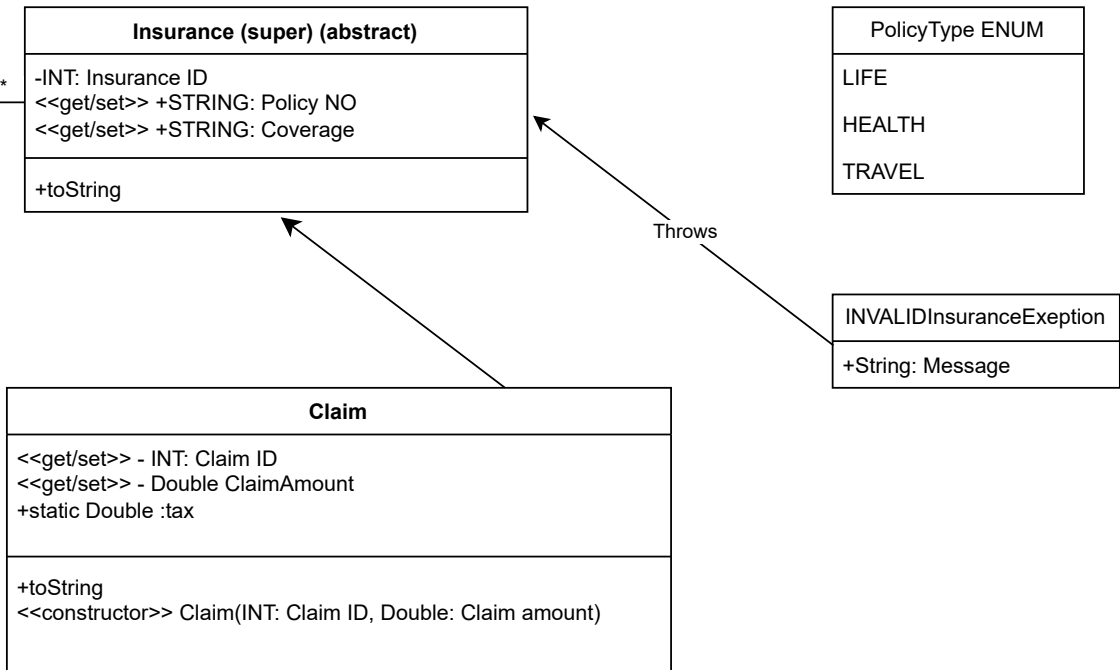 *
Insurance (super) (abstract)
-INT: Insurance ID
<<get/set>> +STRING: Policy NO
<<get/set>> +STRING: Coverage
+toString
PolicyType ENUM
LIFE
HEALTH
TRAVEL
Throws
INVALIDInsuranceExeption
+String: Message
Claim
<<get/set>> - INT: Claim ID
<<get/set>> - Double ClaimAmount
+static Double :tax
+toString
<<constructor>> Claim(INT: Claim ID, Double: Claim amount)